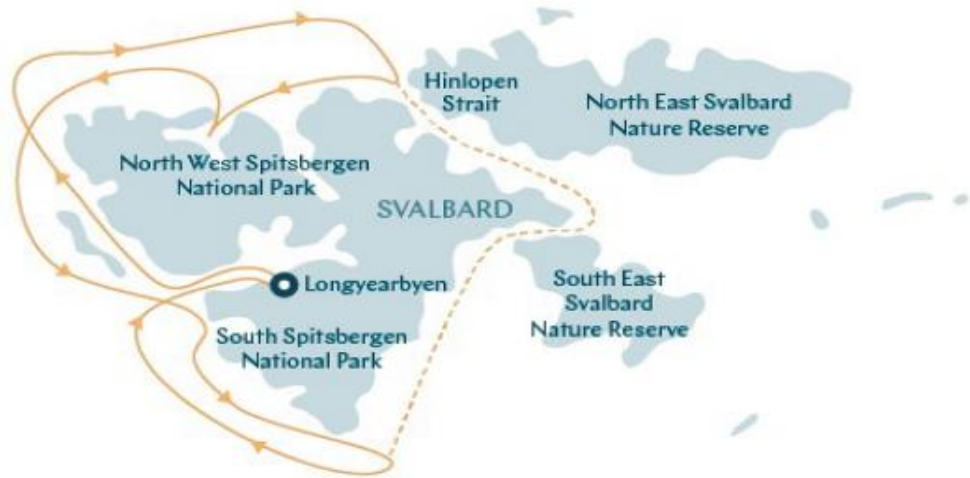 Hinlopen
Strait
North East Svalbard
Nature Reserve
North West Spitsbergen
National Park
SVALBARD
Longyearbyen
South East
Svalbard
Nature Reserve
South Spitsbergen
National Park